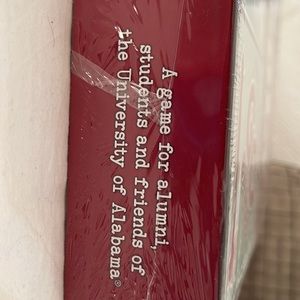 A game for alumni,
students and friends of
the University of Alabama®